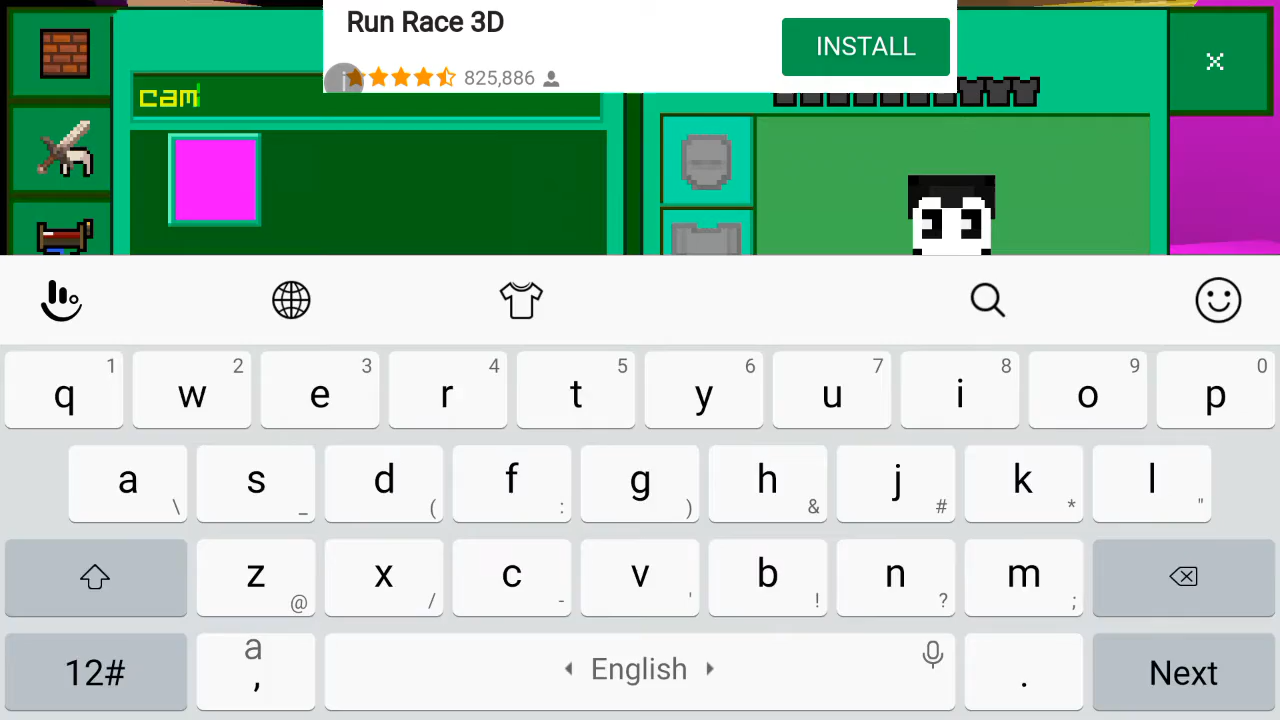 Run Race 3D
INSTALL
825,886
cam
q 1 w 2 e 3 r 4 t 5 y 6 u 7 i 8 o 9 p 0
a \ s _ d ( f : g ) h & j # k * l "
z @ x / c - v ' b ! n ? m ;
12# a , English . Next